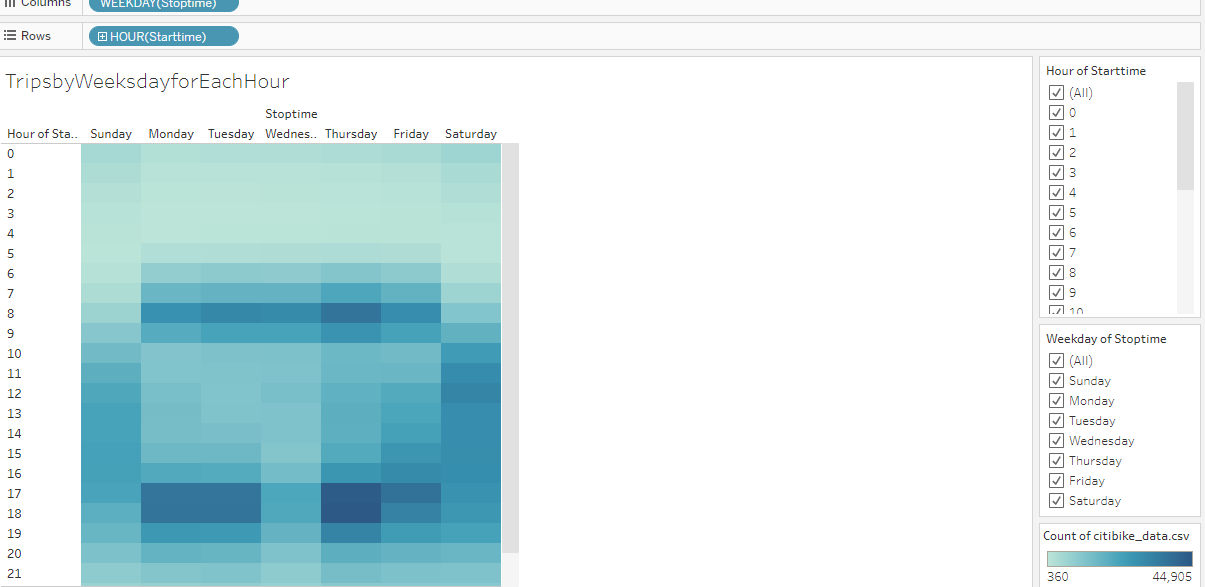 Columns WEEKDAY(Stoptime)
Rows HOUR(Starttime)
TripsbyWeeksdayforEachHour
Stoptime
Hour of Sta.. Sunday Monday Tuesday Wednes.. Thursday Friday Saturday
0
1
2
3
4
5
6
7
8
9
10
11
12
13
14
15
16
17
18
19
20
21
Hour of Starttime
(All)
0
1
2
3
4
5
6
7
8
9
10
Weekday of Stoptime
(All)
Sunday
Monday
Tuesday
Wednesday
Thursday
Friday
Saturday
Count of citibike_data.csv
360 44,905